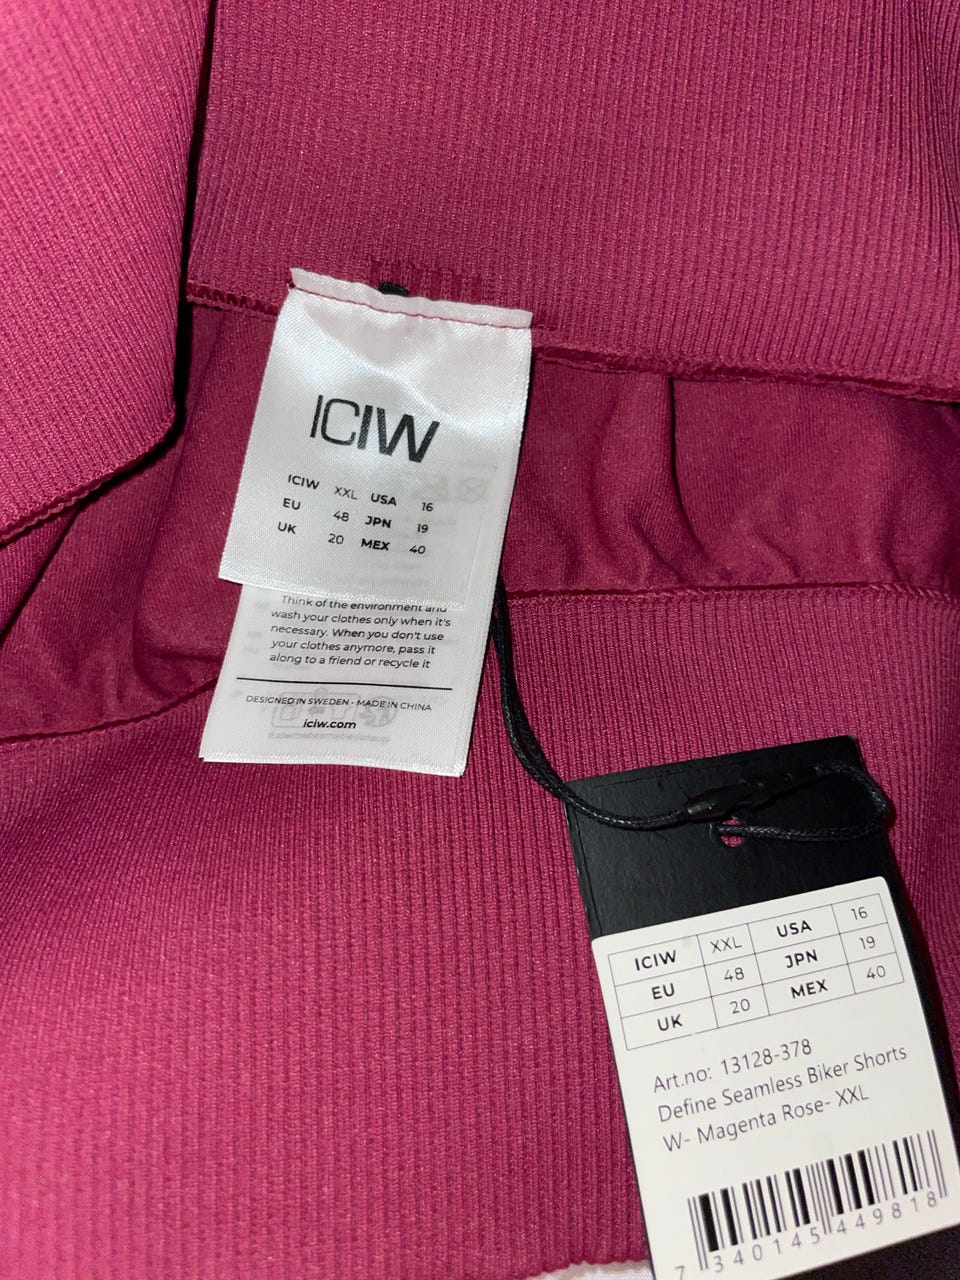 ICIW
ICIW XXL USA 16
EU 48 JPN 19
UK 20 MEX 40
Think of the environment and
wash your clothes only when it's
necessary. When you don't use
your clothes anymore, pass it
along to a friend or recycle it
DESIGNED IN SWEDEN - MADE IN CHINA
iciw.com
ICIW XXL USA 16
EU 48 JPN 19
UK 20 MEX 40
Art.no: 13128-378
Define Seamless Biker Shorts
W- Magenta Rose- XXL
7 340145 449818